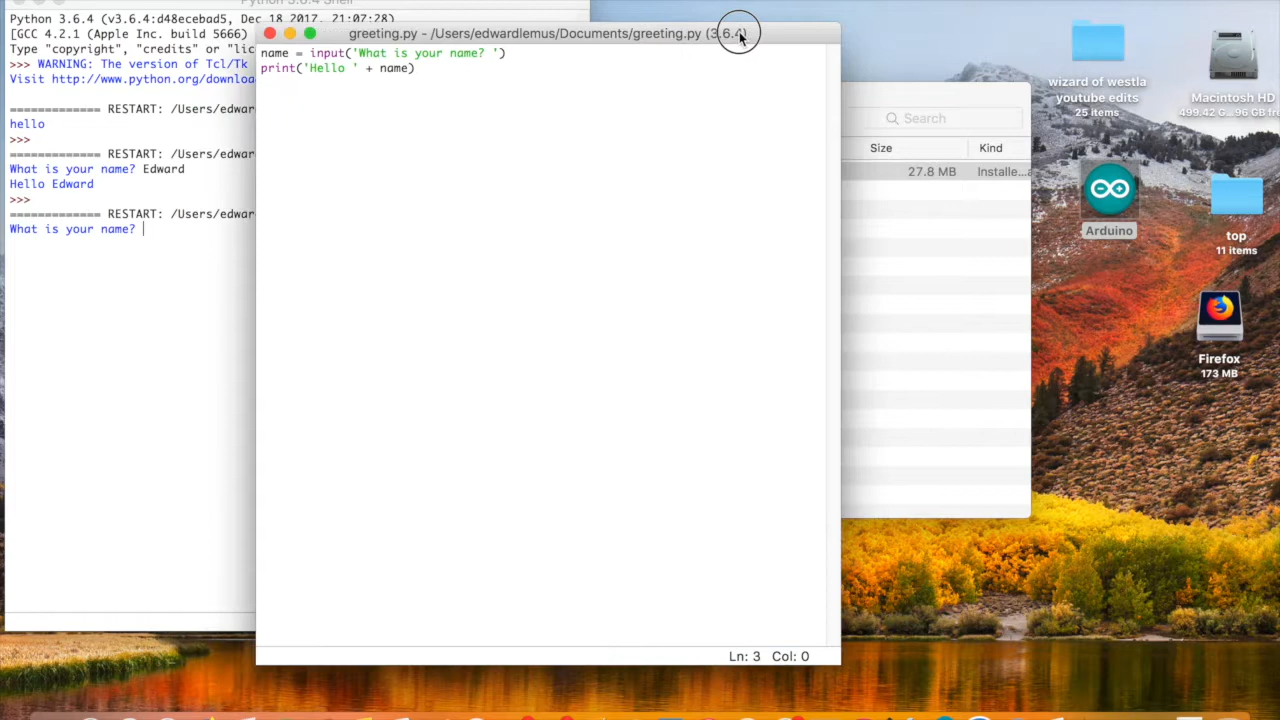 Python 3.6.4 Shell
Python 3.6.4 (v3.6.4:d48ecebad5, Dec 18 2017, 21:07:28)
[GCC 4.2.1 (Apple Inc. build 5666)
Type "copyright", "credits" or "lic
>>> WARNING: The version of Tcl/Tk
Visit http://www.python.org/downloa
============= RESTART: /Users/edwar
hello
>>>
============= RESTART: /Users/edwar
What is your name? Edward
Hello Edward
>>>
============= RESTART: /Users/edwar
What is your name?
greeting.py - /Users/edwardlemus/Documents/greeting.py (3.6.4)
name = input('What is your name? ')
print('Hello ' + name)
Ln: 3 Col: 0
Search
Size Kind
27.8 MB Installe...
wizard of westla
youtube edits
25 items
Macintosh HD
499.42 G...96 GB fre
Arduino
top
11 items
Firefox
173 MB